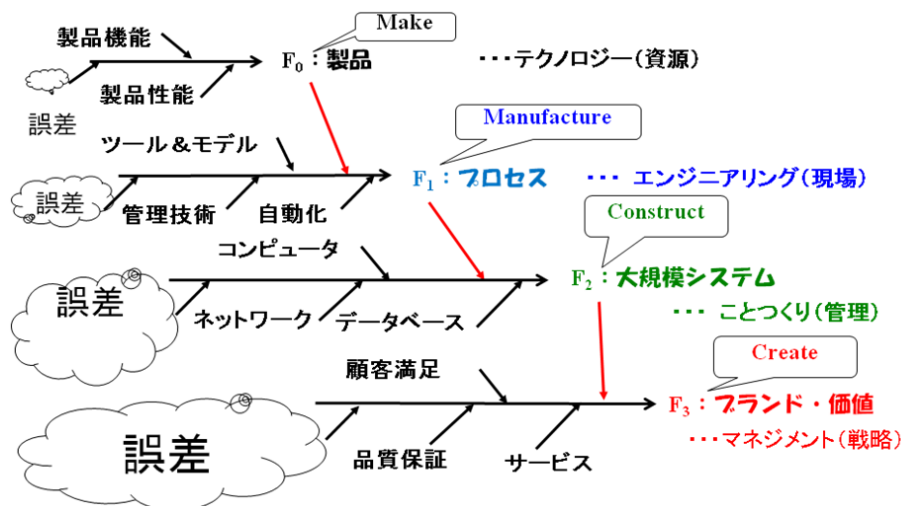 Make
製品機能
F₀：製品
･･･テクノロジー(資源)
製品性能
誤差
Manufacture
ツール＆モデル
F₁：プロセス
･･･ エンジニアリング(現場)
誤差
管理技術
自動化
Construct
コンピュータ
F₂：大規模システム
誤差
ネットワーク
データベース
･･･ ことつくり(管理)
Create
顧客満足
F₃：ブランド・価値
･･･マネジメント(戦略)
誤差
品質保証
サービス